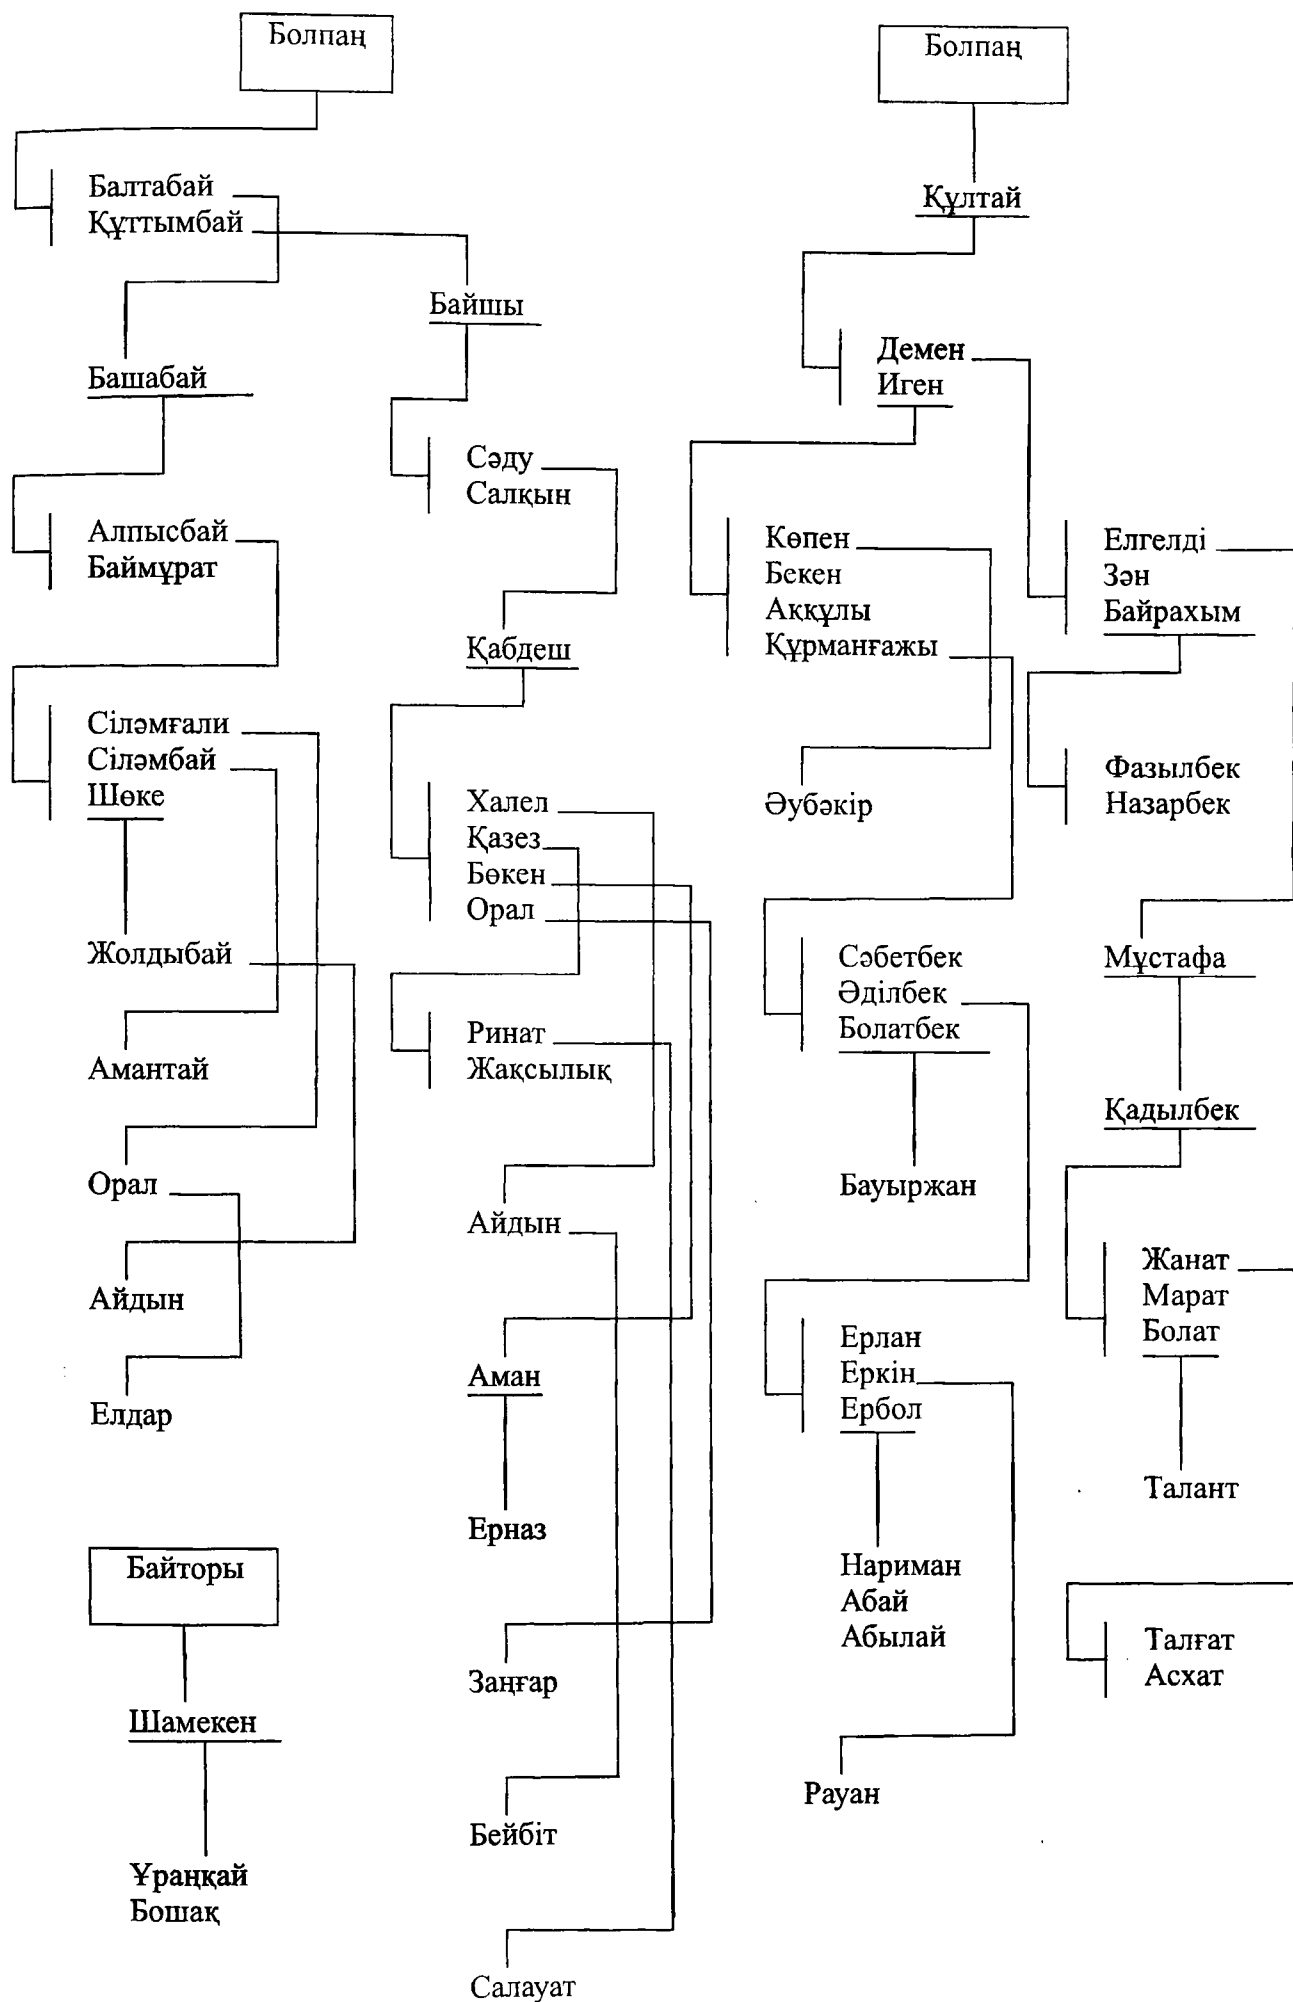 Болпаң
Балтабай
Құттымбай
Байшы
Башабай
Сәду
Салқын
Алпысбай
Баймұрат
Қабдеш
Сіләмғали
Сіләмбай
Шөке
Халел
Қазез
Бөкен
Орал
Жолдыбай
Ринат
Жақсылық
Амантай
Орал
Айдын
Айдын
Аман
Елдар
Ерназ
Байторы
Заңғар
Шамекен
Бейбіт
Ұраңқай
Бошақ
Салауат
Болпаң
Құлтай
Демен
Иген
Көпен
Бекен
Аққұлы
Құрманғажы
Елгелді
Зән
Байрахым
Фазылбек
Назарбек
Әубәкір
Сәбетбек
Әділбек
Болатбек
Мұстафа
Қадылбек
Бауыржан
Жанат
Марат
Болат
Ерлан
Еркін
Ербол
Талант
Нариман
Абай
Абылай
Талғат
Асхат
Рауан